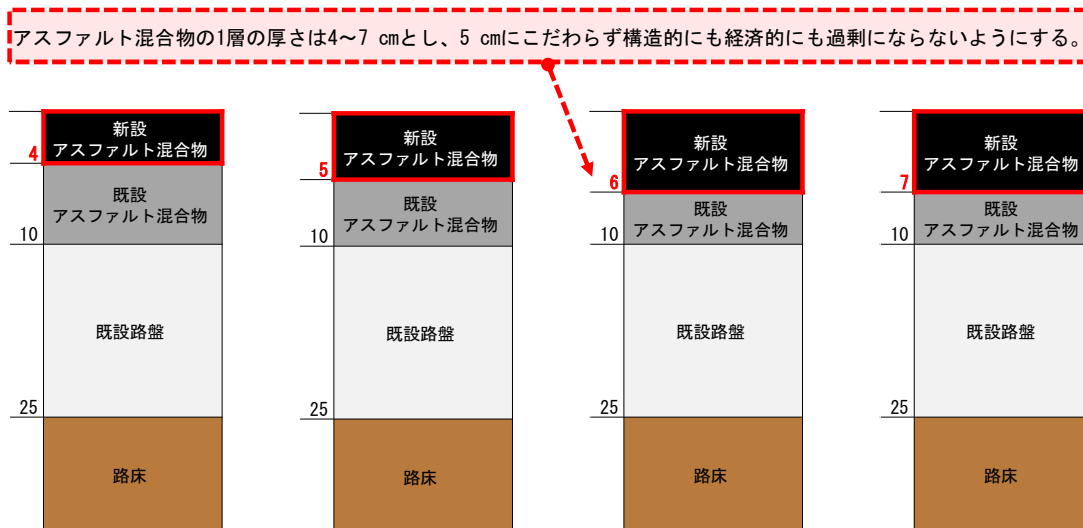 アスファルト混合物の1層の厚さは4～7 cmとし、5 cmにこだわらず構造的にも経済的にも過剰にならないようにする。
新設
アスファルト混合物
4
既設
アスファルト混合物
10
既設路盤
25
路床
新設
アスファルト混合物
5
既設
アスファルト混合物
10
既設路盤
25
路床
新設
アスファルト混合物
6
既設
アスファルト混合物
10
既設路盤
25
路床
新設
アスファルト混合物
7
既設
アスファルト混合物
10
既設路盤
25
路床